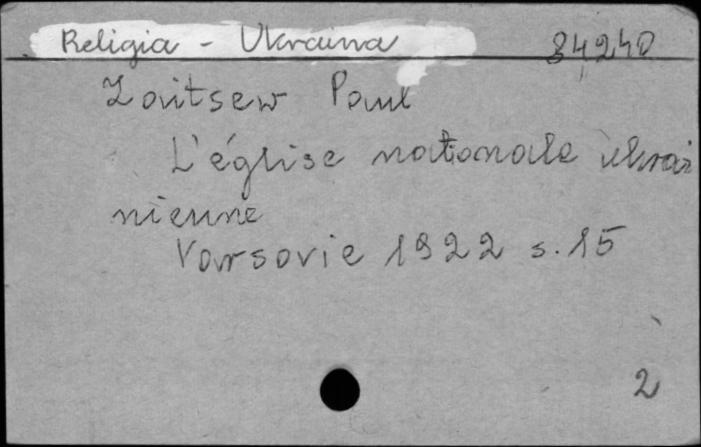 Religia - Ukraina 84240
Zaitsew Paul
L'église nationale ukrai
nienne
Varsovie 1922 s. 15
2